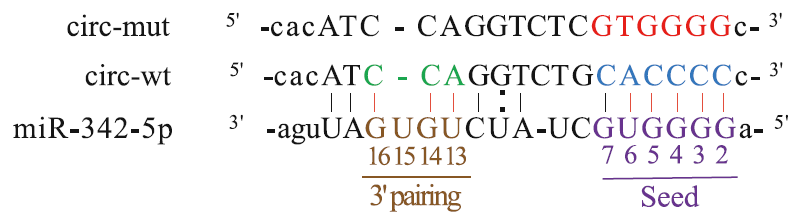 circ-mut 5' -cacATC - CAGGTCTCGTGGGGc- 3'
circ-wt 5' -cacATC - CAGGTCTGCACCCCc- 3'
miR-342-5p 3' -aguUAGUGUCUA-UCGUGGGGa- 5'
16 15 14 13 7 6 5 4 3 2
3' pairing Seed